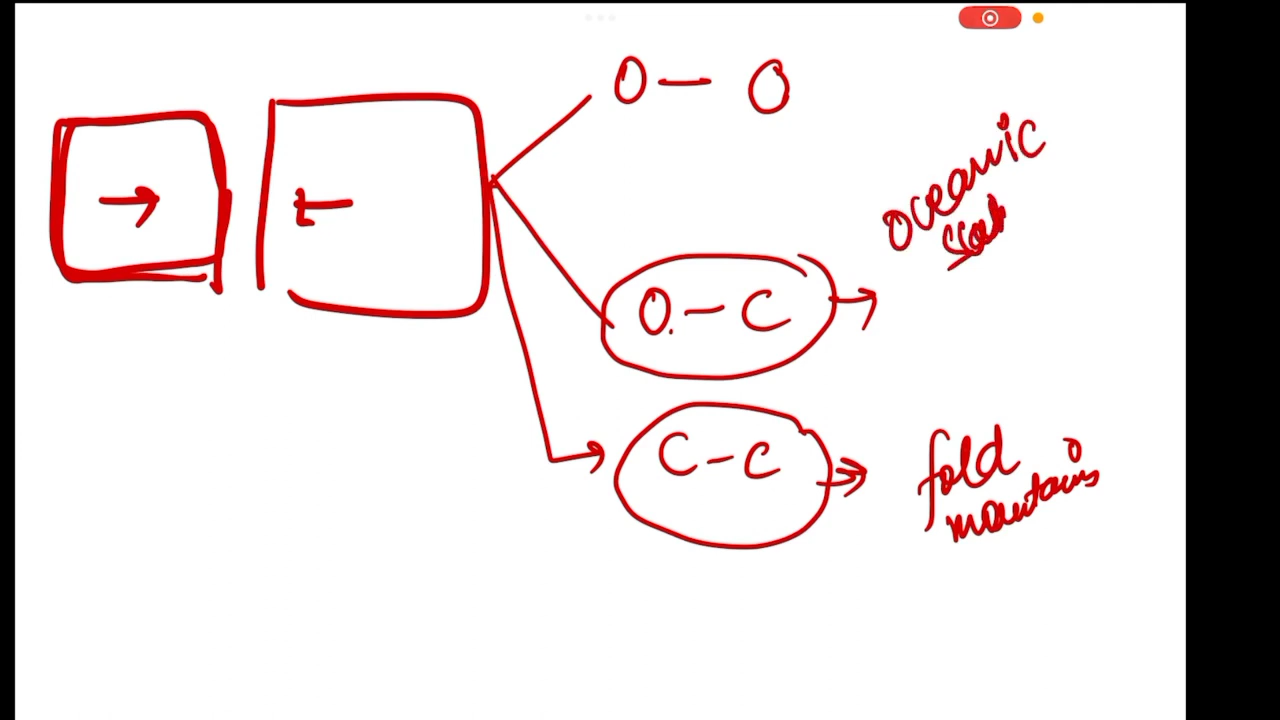 O — O
oceanic
O. — C
C - C
fold
mountains